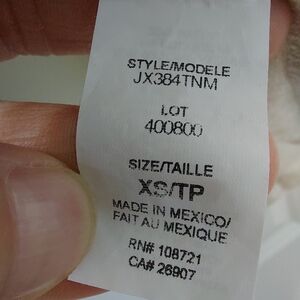 STYLE/MODELE
JX384TNM
LOT
400800
SIZE/TAILLE
XS/TP
MADE IN MEXICO/
FAIT AU MEXIQUE
RN# 108721
CA# 26907